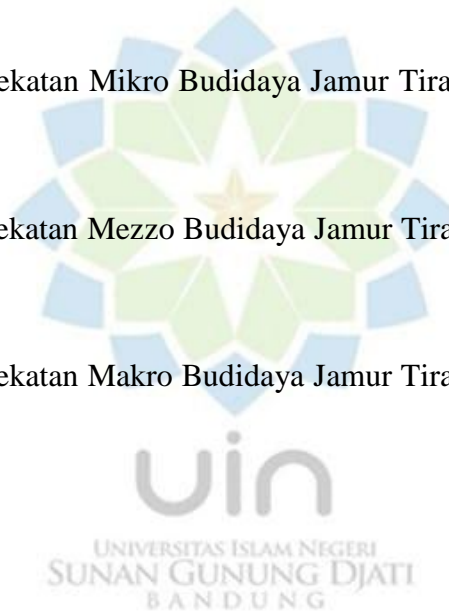 ekatan Mikro Budidaya Jamur Tira
ekatan Mezzo Budidaya Jamur Tira
ekatan Makro Budidaya Jamur Tira
uin
UNIVERSITAS ISLAM NEGERI
SUNAN GUNUNG DJATI
BANDUNG